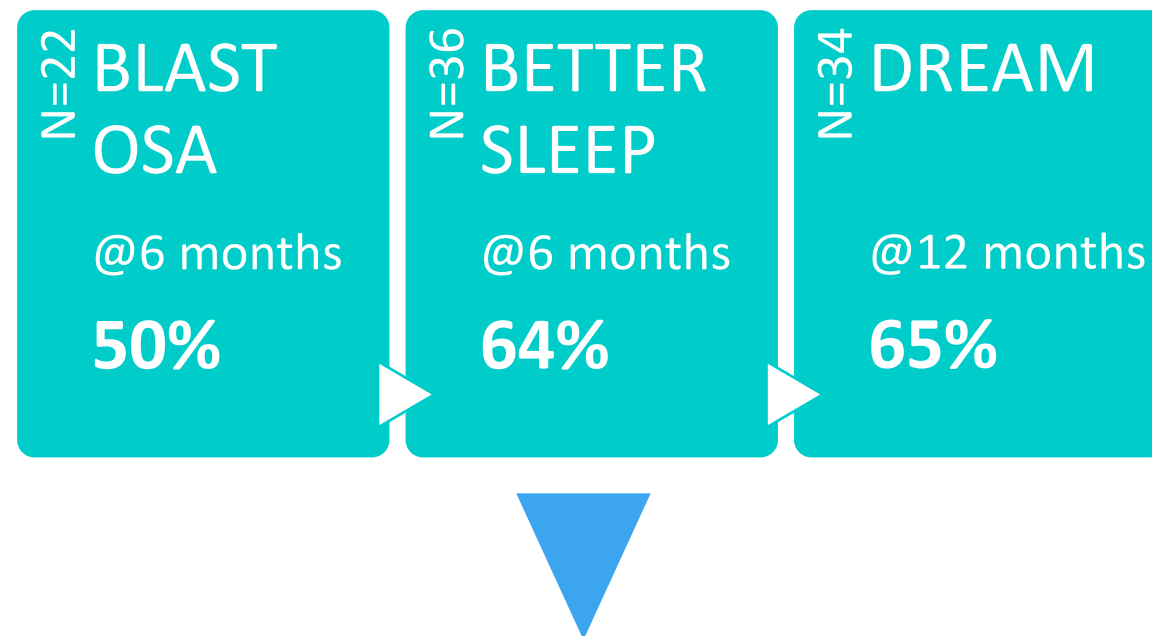 N=22
BLAST
OSA
@6 months
50%
N=36
BETTER
SLEEP
@6 months
64%
N=34
DREAM
@12 months
65%